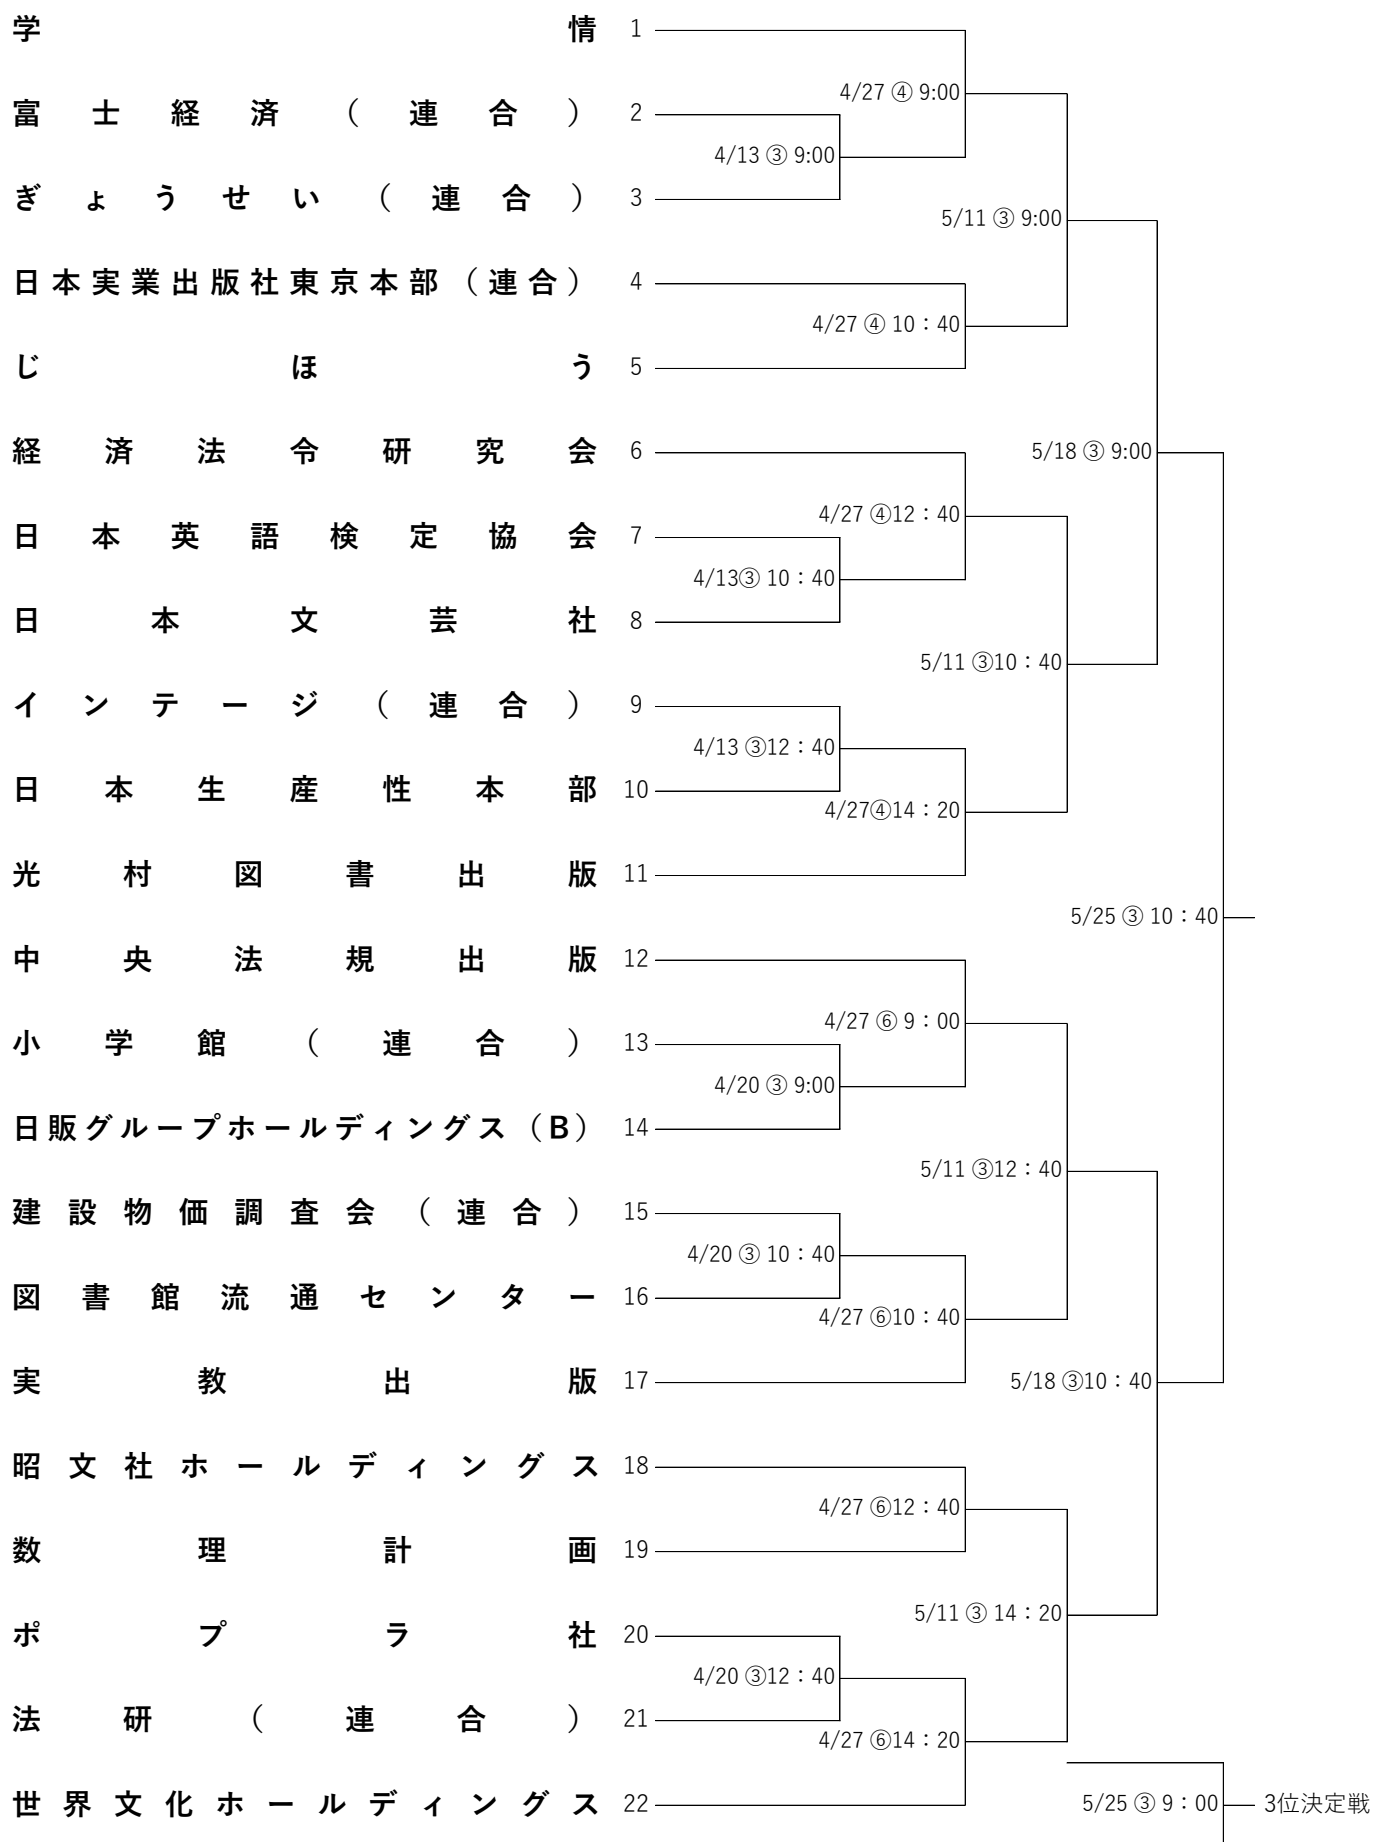 学情 1
4/27 ④ 9:00
富士経済（連合） 2
4/13 ③ 9:00
ぎょうせい（連合） 3
5/11 ③ 9:00
日本実業出版社東京本部（連合） 4
4/27 ④ 10：40
じほう 5
経済法令研究会 6
5/18 ③ 9:00
4/27 ④12：40
日本英語検定協会 7
4/13③ 10：40
日本文芸社 8
5/11 ③10：40
インテージ（連合） 9
4/13 ③12：40
日本生産性本部 10
4/27④14：20
光村図書出版 11
5/25 ③ 10：40
中央法規出版 12
4/27 ⑥ 9：00
小学館（連合） 13
4/20 ③ 9:00
日販グループホールディングス（B） 14
5/11 ③12：40
建設物価調査会（連合） 15
4/20 ③ 10：40
図書館流通センター 16
4/27 ⑥10：40
実教出版 17
5/18 ③10：40
昭文社ホールディングス 18
4/27 ⑥12：40
数理計画 19
5/11 ③ 14：20
ポプラ社 20
4/20 ③12：40
法研（連合） 21
4/27 ⑥14：20
世界文化ホールディングス 22
5/25 ③ 9：00 3位決定戦